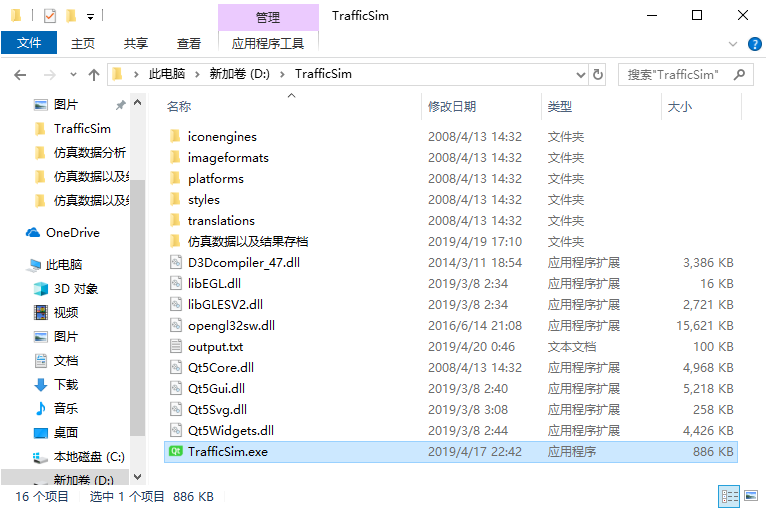 管理
TrafficSim
文件 主页 共享 查看 应用程序工具
此电脑 新加卷 (D:) TrafficSim
搜索"TrafficSim"
图片
TrafficSim
仿真数据分析
仿真数据以及结
仿真数据以及结
OneDrive
此电脑
3D 对象
视频
图片
文档
下载
音乐
桌面
本地磁盘 (C:)
新加卷 (D:)
名称 修改日期 类型 大小
iconengines 2008/4/13 14:32 文件夹
imageformats 2008/4/13 14:32 文件夹
platforms 2008/4/13 14:32 文件夹
styles 2008/4/13 14:32 文件夹
translations 2008/4/13 14:32 文件夹
仿真数据以及结果存档 2019/4/19 17:10 文件夹
D3Dcompiler_47.dll 2014/3/11 18:54 应用程序扩展 3,386 KB
libEGL.dll 2019/3/8 2:34 应用程序扩展 16 KB
libGLESV2.dll 2019/3/8 2:34 应用程序扩展 2,721 KB
opengl32sw.dll 2016/6/14 21:08 应用程序扩展 15,621 KB
output.txt 2019/4/20 0:46 文本文档 100 KB
Qt5Core.dll 2008/4/13 14:32 应用程序扩展 4,968 KB
Qt5Gui.dll 2019/3/8 2:40 应用程序扩展 5,218 KB
Qt5Svg.dll 2019/3/8 3:08 应用程序扩展 258 KB
Qt5Widgets.dll 2019/3/8 2:44 应用程序扩展 4,426 KB
Qt TrafficSim.exe 2019/4/17 22:42 应用程序 886 KB
16 个项目 选中 1 个项目 886 KB